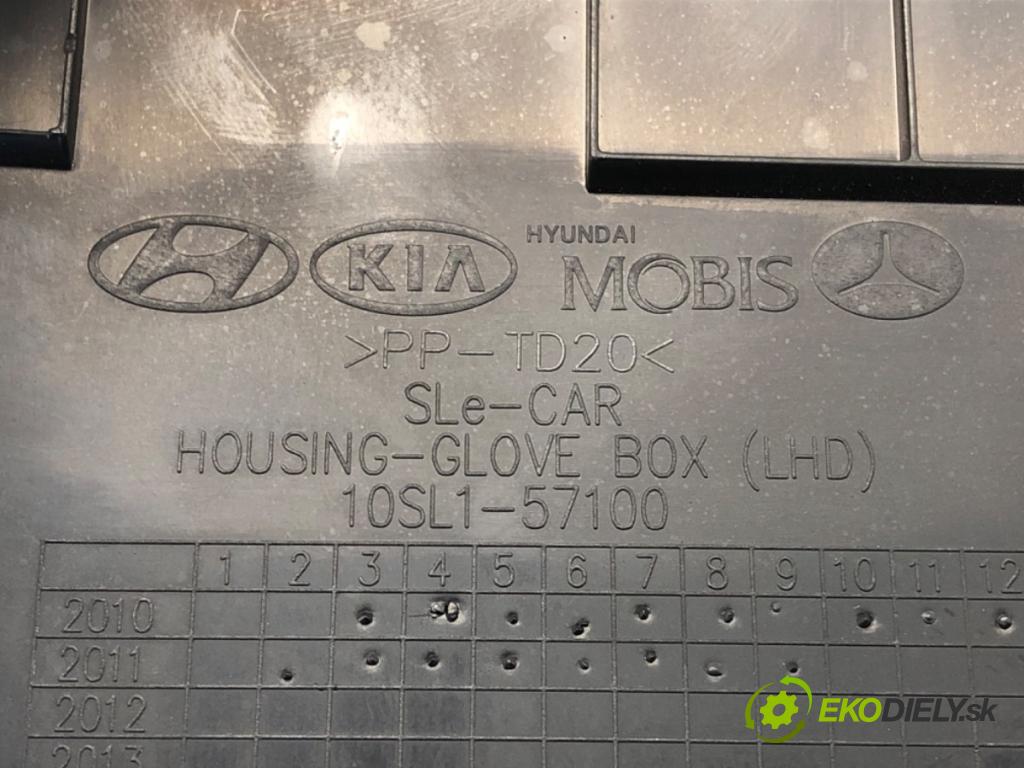 KIA HYUNDAI MOBIS
>PP-TD20<
SLe-CAR
HOUSING-GLOVE BOX (LHD)
10SL1-57100
1 2 3 4 5 6 7 8 9 10 11 12
2010
2011
2012
2013
EKODIELY.sk